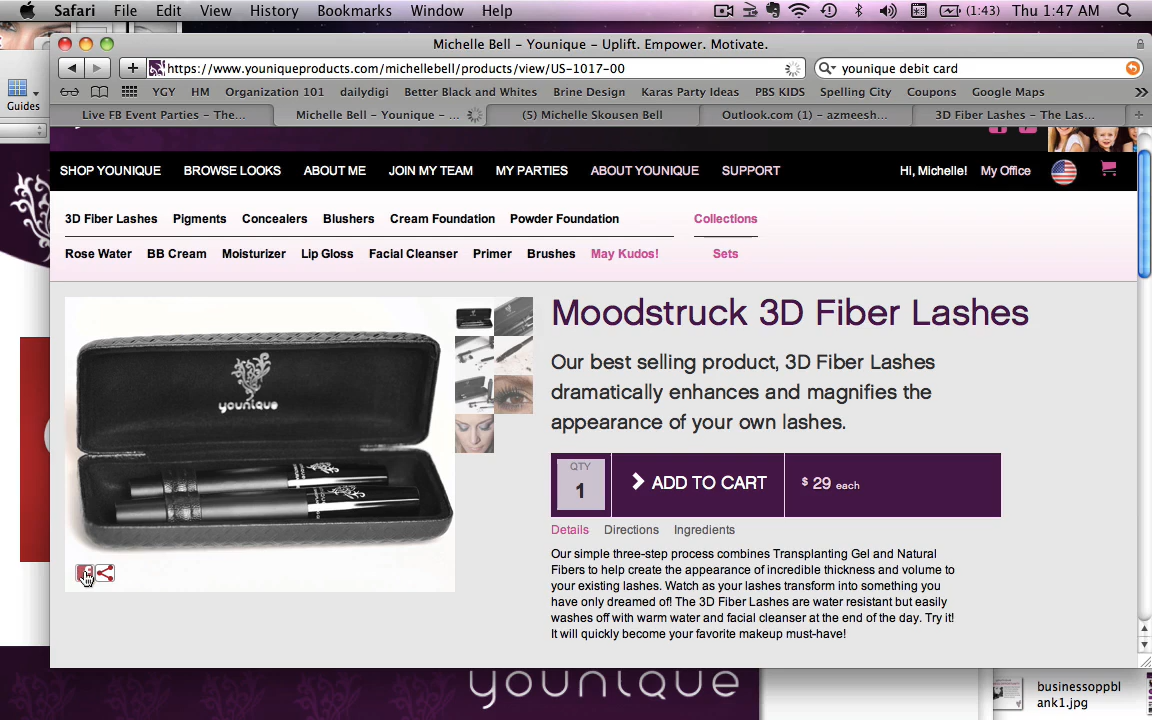 Safari File Edit View History Bookmarks Window Help (1:43) Thu 1:47 AM
Michelle Bell – Younique – Uplift. Empower. Motivate.
https://www.youniqueproducts.com/michellebell/products/view/US-1017-00 younique debit card
Guides
YGY HM Organization 101 dailydigi Better Black and Whites Brine Design Karas Party Ideas PBS KIDS Spelling City Coupons Google Maps
Live FB Event Parties – The... Michelle Bell – Younique – ... (5) Michelle Skousen Bell Outlook.com (1) – azmeesh... 3D Fiber Lashes – The Las...
SHOP YOUNIQUE BROWSE LOOKS ABOUT ME JOIN MY TEAM MY PARTIES ABOUT YOUNIQUE SUPPORT Hi, Michelle! My Office
3D Fiber Lashes Pigments Concealers Blushers Cream Foundation Powder Foundation Collections
Rose Water BB Cream Moisturizer Lip Gloss Facial Cleanser Primer Brushes May Kudos! Sets
younique
Moodstruck 3D Fiber Lashes
Our best selling product, 3D Fiber Lashes
dramatically enhances and magnifies the
appearance of your own lashes.
QTY
1
ADD TO CART
$ 29 each
Details Directions Ingredients
Our simple three-step process combines Transplanting Gel and Natural
Fibers to help create the appearance of incredible thickness and volume to
your existing lashes. Watch as your lashes transform into something you
have only dreamed of! The 3D Fiber Lashes are water resistant but easily
washes off with warm water and facial cleanser at the end of the day. Try it!
It will quickly become your favorite makeup must-have!
younique
businessoppbl
ank1.jpg